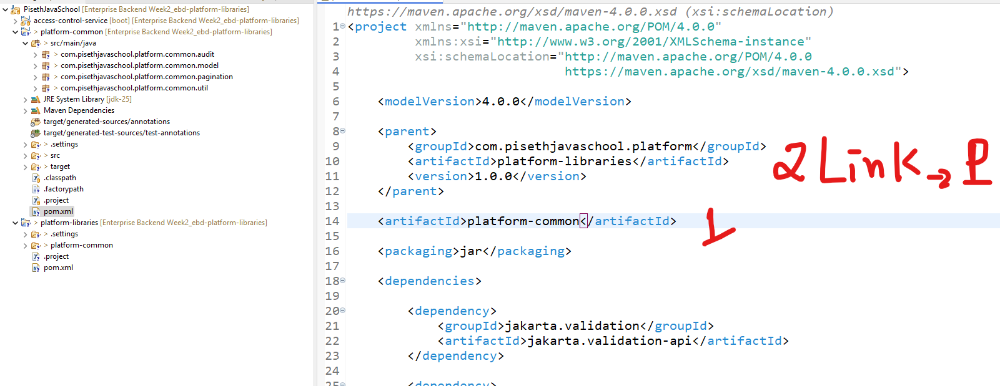 PisethJavaSchool [Enterprise Backend Week2_ebd-platform-libraries]
> access-control-service [boot] [Enterprise Backend Week2_ebd-platform-libraries]
> platform-common [Enterprise Backend Week2_ebd-platform-libraries]
> src/main/java
> com.pisethjavaschool.platform.common.audit
> com.pisethjavaschool.platform.common.model
> com.pisethjavaschool.platform.common.pagination
> com.pisethjavaschool.platform.common.util
JRE System Library [jdk-25]
Maven Dependencies
target/generated-sources/annotations
target/generated-test-sources/test-annotations
> .settings
> src
> target
.classpath
.factorypath
.project
pom.xml
> platform-libraries [Enterprise Backend Week2_ebd-platform-libraries]
> .settings
> platform-common
.project
pom.xml
https://maven.apache.org/xsd/maven-4.0.0.xsd (xsi:schemaLocation)
1 <project xmlns="http://maven.apache.org/POM/4.0.0"
2 xmlns:xsi="http://www.w3.org/2001/XMLSchema-instance"
3 xsi:schemaLocation="http://maven.apache.org/POM/4.0.0
4 https://maven.apache.org/xsd/maven-4.0.0.xsd">
5
6 <modelVersion>4.0.0</modelVersion>
7
8 <parent>
9 <groupId>com.pisethjavaschool.platform</groupId>
10 <artifactId>platform-libraries</artifactId>
11 <version>1.0.0</version>
12 </parent>
2 Link → P
13
14 <artifactId>platform-common</artifactId>
1
15
16 <packaging>jar</packaging>
17
18 <dependencies>
19
20 <dependency>
21 <groupId>jakarta.validation</groupId>
22 <artifactId>jakarta.validation-api</artifactId>
23 </dependency>
24
25 <dependency>